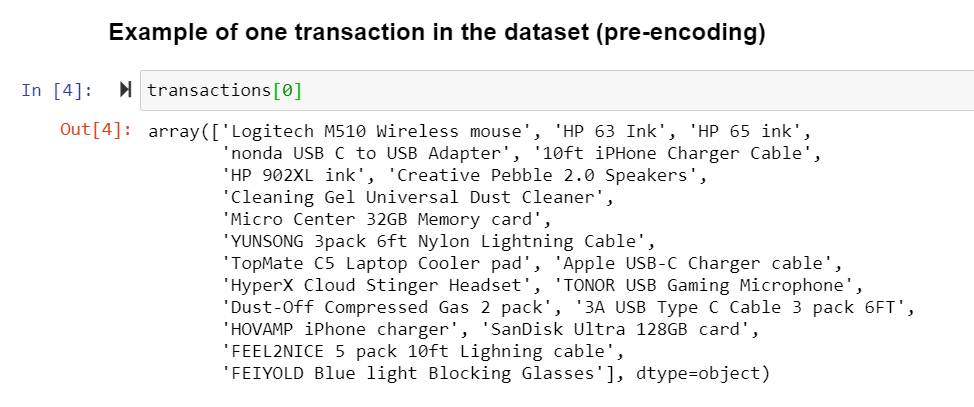 Example of one transaction in the dataset (pre-encoding)
In [4]: transactions[0]
Out[4]: array(['Logitech M510 Wireless mouse', 'HP 63 Ink', 'HP 65 ink',
'nonda USB C to USB Adapter', '10ft iPHone Charger Cable',
'HP 902XL ink', 'Creative Pebble 2.0 Speakers',
'Cleaning Gel Universal Dust Cleaner',
'Micro Center 32GB Memory card',
'YUNSONG 3pack 6ft Nylon Lightning Cable',
'TopMate C5 Laptop Cooler pad', 'Apple USB-C Charger cable',
'HyperX Cloud Stinger Headset', 'TONOR USB Gaming Microphone',
'Dust-Off Compressed Gas 2 pack', '3A USB Type C Cable 3 pack 6FT',
'HOVAMP iPhone charger', 'SanDisk Ultra 128GB card',
'FEEL2NICE 5 pack 10ft Lighning cable',
'FEIYOLD Blue light Blocking Glasses'], dtype=object)